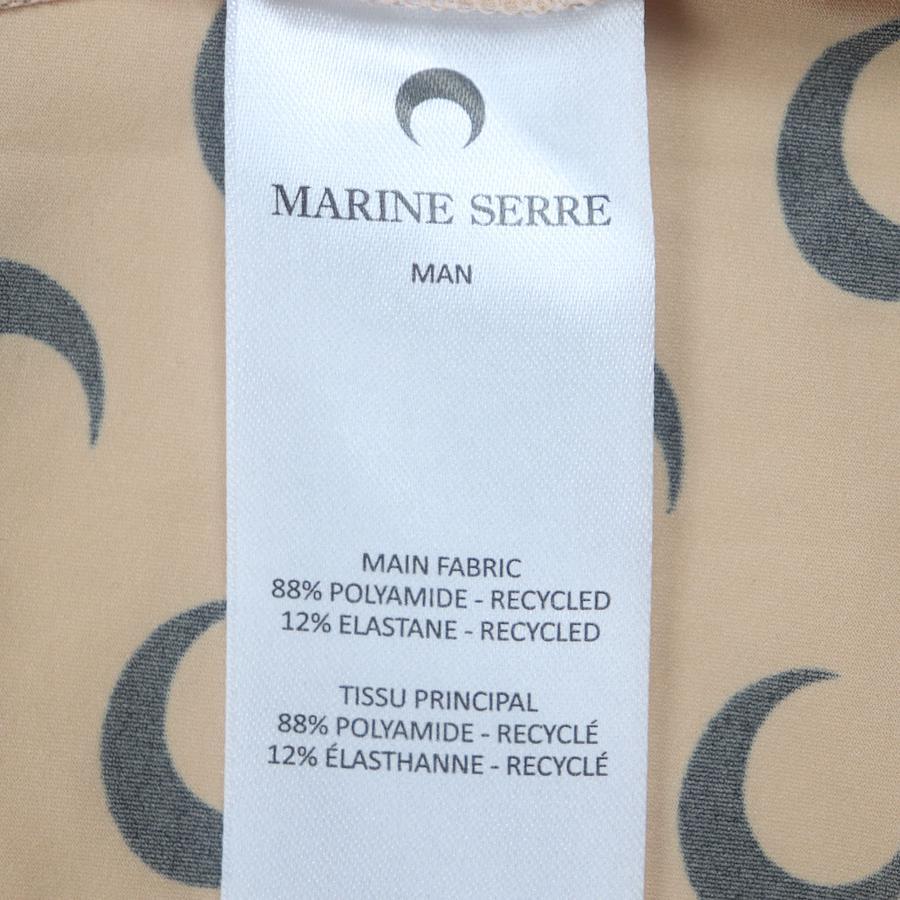 MARINE SERRE
MAN
MAIN FABRIC
88% POLYAMIDE - RECYCLED
12% ELASTANE - RECYCLED
TISSU PRINCIPAL
88% POLYAMIDE - RECYCLÉ
12% ÉLASTHANNE - RECYCLÉ